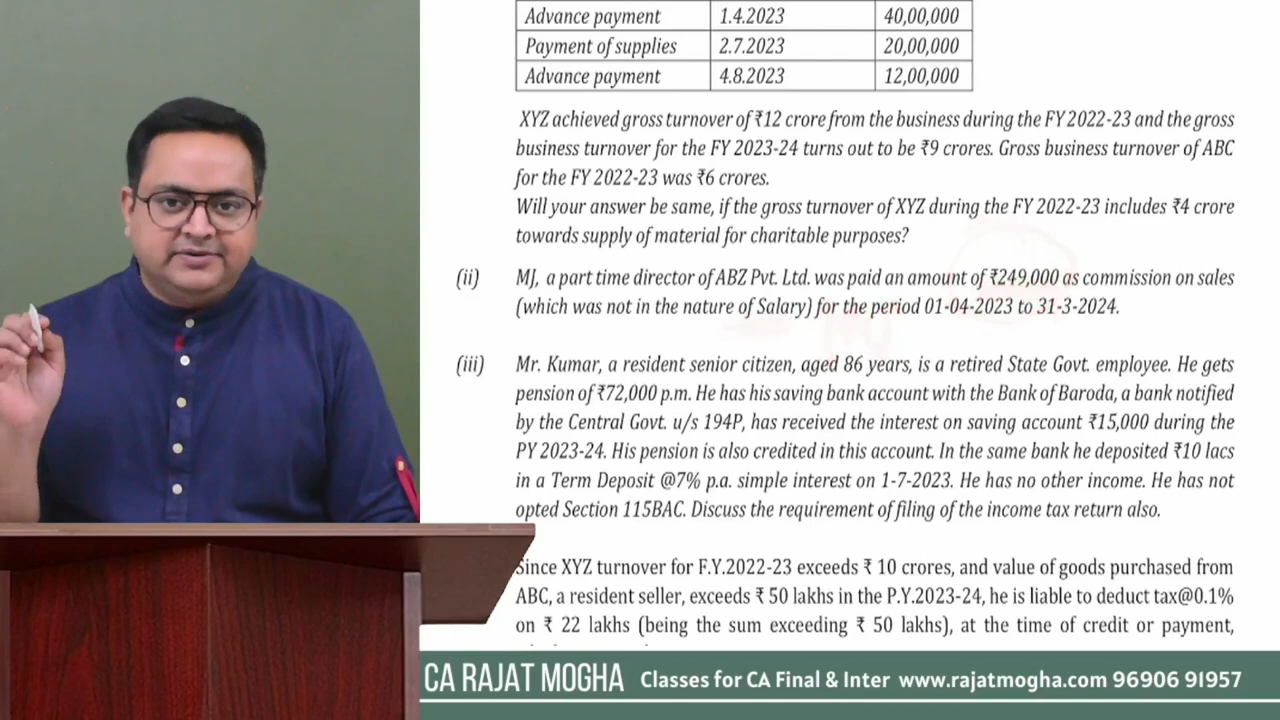 Advance payment 1.4.2023 40,00,000
Payment of supplies 2.7.2023 20,00,000
Advance payment 4.8.2023 12,00,000
XYZ achieved gross turnover of ₹12 crore from the business during the FY 2022-23 and the gross
business turnover for the FY 2023-24 turns out to be ₹9 crores. Gross business turnover of ABC
for the FY 2022-23 was ₹6 crores.
Will your answer be same, if the gross turnover of XYZ during the FY 2022-23 includes ₹4 crore
towards supply of material for charitable purposes?
(ii) MJ, a part time director of ABZ Pvt. Ltd. was paid an amount of ₹249,000 as commission on sales
(which was not in the nature of Salary) for the period 01-04-2023 to 31-3-2024.
(iii) Mr. Kumar, a resident senior citizen, aged 86 years, is a retired State Govt. employee. He gets
pension of ₹72,000 p.m. He has his saving bank account with the Bank of Baroda, a bank notified
by the Central Govt. u/s 194P, has received the interest on saving account ₹15,000 during the
PY 2023-24. His pension is also credited in this account. In the same bank he deposited ₹10 lacs
in a Term Deposit @7% p.a. simple interest on 1-7-2023. He has no other income. He has not
opted Section 115BAC. Discuss the requirement of filing of the income tax return also.
Since XYZ turnover for F.Y.2022-23 exceeds ₹ 10 crores, and value of goods purchased from
ABC, a resident seller, exceeds ₹ 50 lakhs in the P.Y.2023-24, he is liable to deduct tax@0.1%
on ₹ 22 lakhs (being the sum exceeding ₹ 50 lakhs), at the time of credit or payment,
CA RAJAT MOGHA Classes for CA Final & Inter www.rajatmogha.com 96906 91957